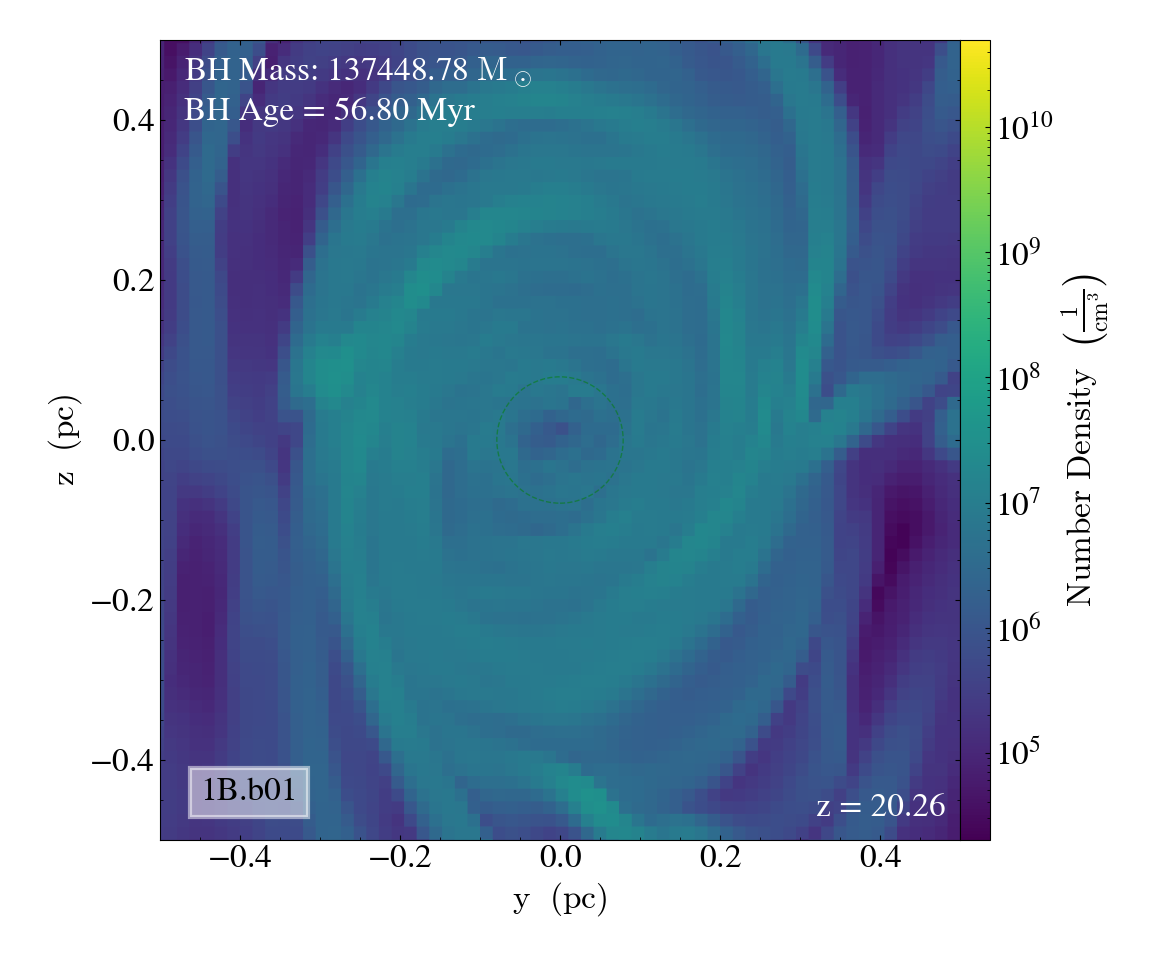 BH Mass: 137448.78 M⊙
BH Age = 56.80 Myr
0.4
0.2
0.0
−0.2
−0.4
z (pc)
1B.b01
z = 20.26
−0.4 −0.2 0.0 0.2 0.4
y (pc)
10¹⁰
10⁹
10⁸
10⁷
10⁶
10⁵
Number Density (1/cm³)